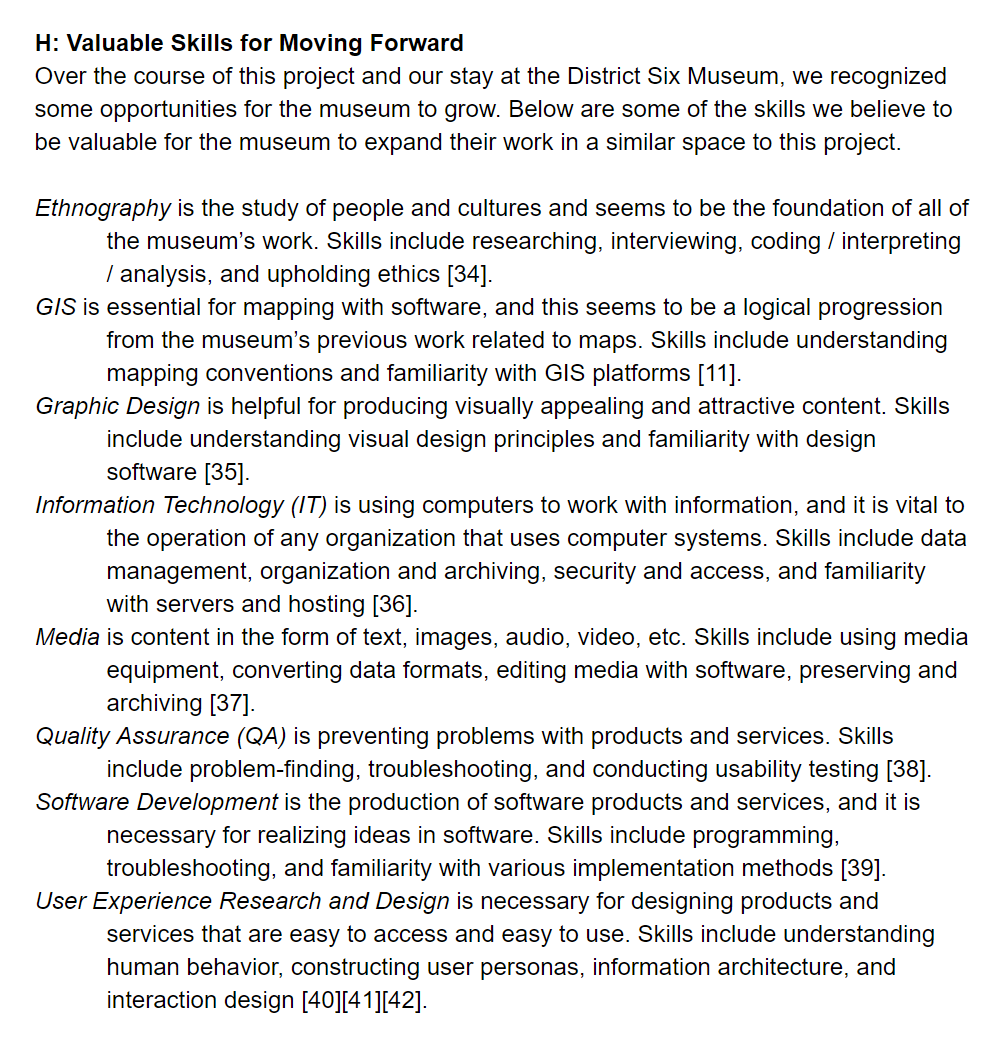 H: Valuable Skills for Moving Forward
Over the course of this project and our stay at the District Six Museum, we recognized
some opportunities for the museum to grow. Below are some of the skills we believe to
be valuable for the museum to expand their work in a similar space to this project.
Ethnography is the study of people and cultures and seems to be the foundation of all of
the museum's work. Skills include researching, interviewing, coding / interpreting
/ analysis, and upholding ethics [34].
GIS is essential for mapping with software, and this seems to be a logical progression
from the museum's previous work related to maps. Skills include understanding
mapping conventions and familiarity with GIS platforms [11].
Graphic Design is helpful for producing visually appealing and attractive content. Skills
include understanding visual design principles and familiarity with design
software [35].
Information Technology (IT) is using computers to work with information, and it is vital to
the operation of any organization that uses computer systems. Skills include data
management, organization and archiving, security and access, and familiarity
with servers and hosting [36].
Media is content in the form of text, images, audio, video, etc. Skills include using media
equipment, converting data formats, editing media with software, preserving and
archiving [37].
Quality Assurance (QA) is preventing problems with products and services. Skills
include problem-finding, troubleshooting, and conducting usability testing [38].
Software Development is the production of software products and services, and it is
necessary for realizing ideas in software. Skills include programming,
troubleshooting, and familiarity with various implementation methods [39].
User Experience Research and Design is necessary for designing products and
services that are easy to access and easy to use. Skills include understanding
human behavior, constructing user personas, information architecture, and
interaction design [40][41][42].